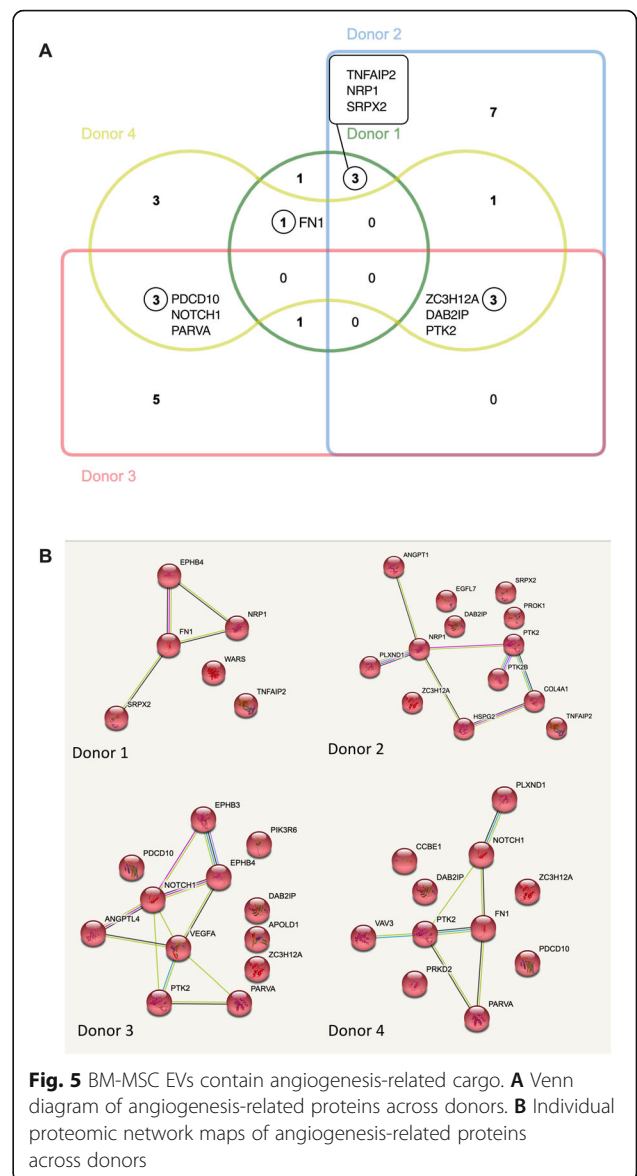 A
Donor 2
TNFAIP2
NRP1
SRPX2
7
Donor 4
Donor 1
1
3
3
1
1 FN1
0
0
0
3 PDCD10
NOTCH1
PARVA
ZC3H12A 3
DAB2IP
PTK2
1
0
5
0
Donor 3
B
EPHB4
NRP1
FN1
WARS
TNFAIP2
SRPX2
Donor 1
ANGPT1
EGFL7
SRPX2
DAB2IP
PROK1
NRP1
PTK2
PLXND1
PTK2B
ZC3H12A
COL4A1
HSPG2
TNFAIP2
Donor 2
EPHB3
PIK3R6
PDCD10
EPHB4
NOTCH1
DAB2IP
ANGPTL4
APOLD1
VEGFA
ZC3H12A
PTK2
PARVA
Donor 3
PLXND1
CCBE1
NOTCH1
DAB2IP
ZC3H12A
PTK2
FN1
VAV3
PDCD10
PRKD2
PARVA
Donor 4
Fig. 5 BM-MSC EVs contain angiogenesis-related cargo. A Venn
diagram of angiogenesis-related proteins across donors. B Individual
proteomic network maps of angiogenesis-related proteins
across donors